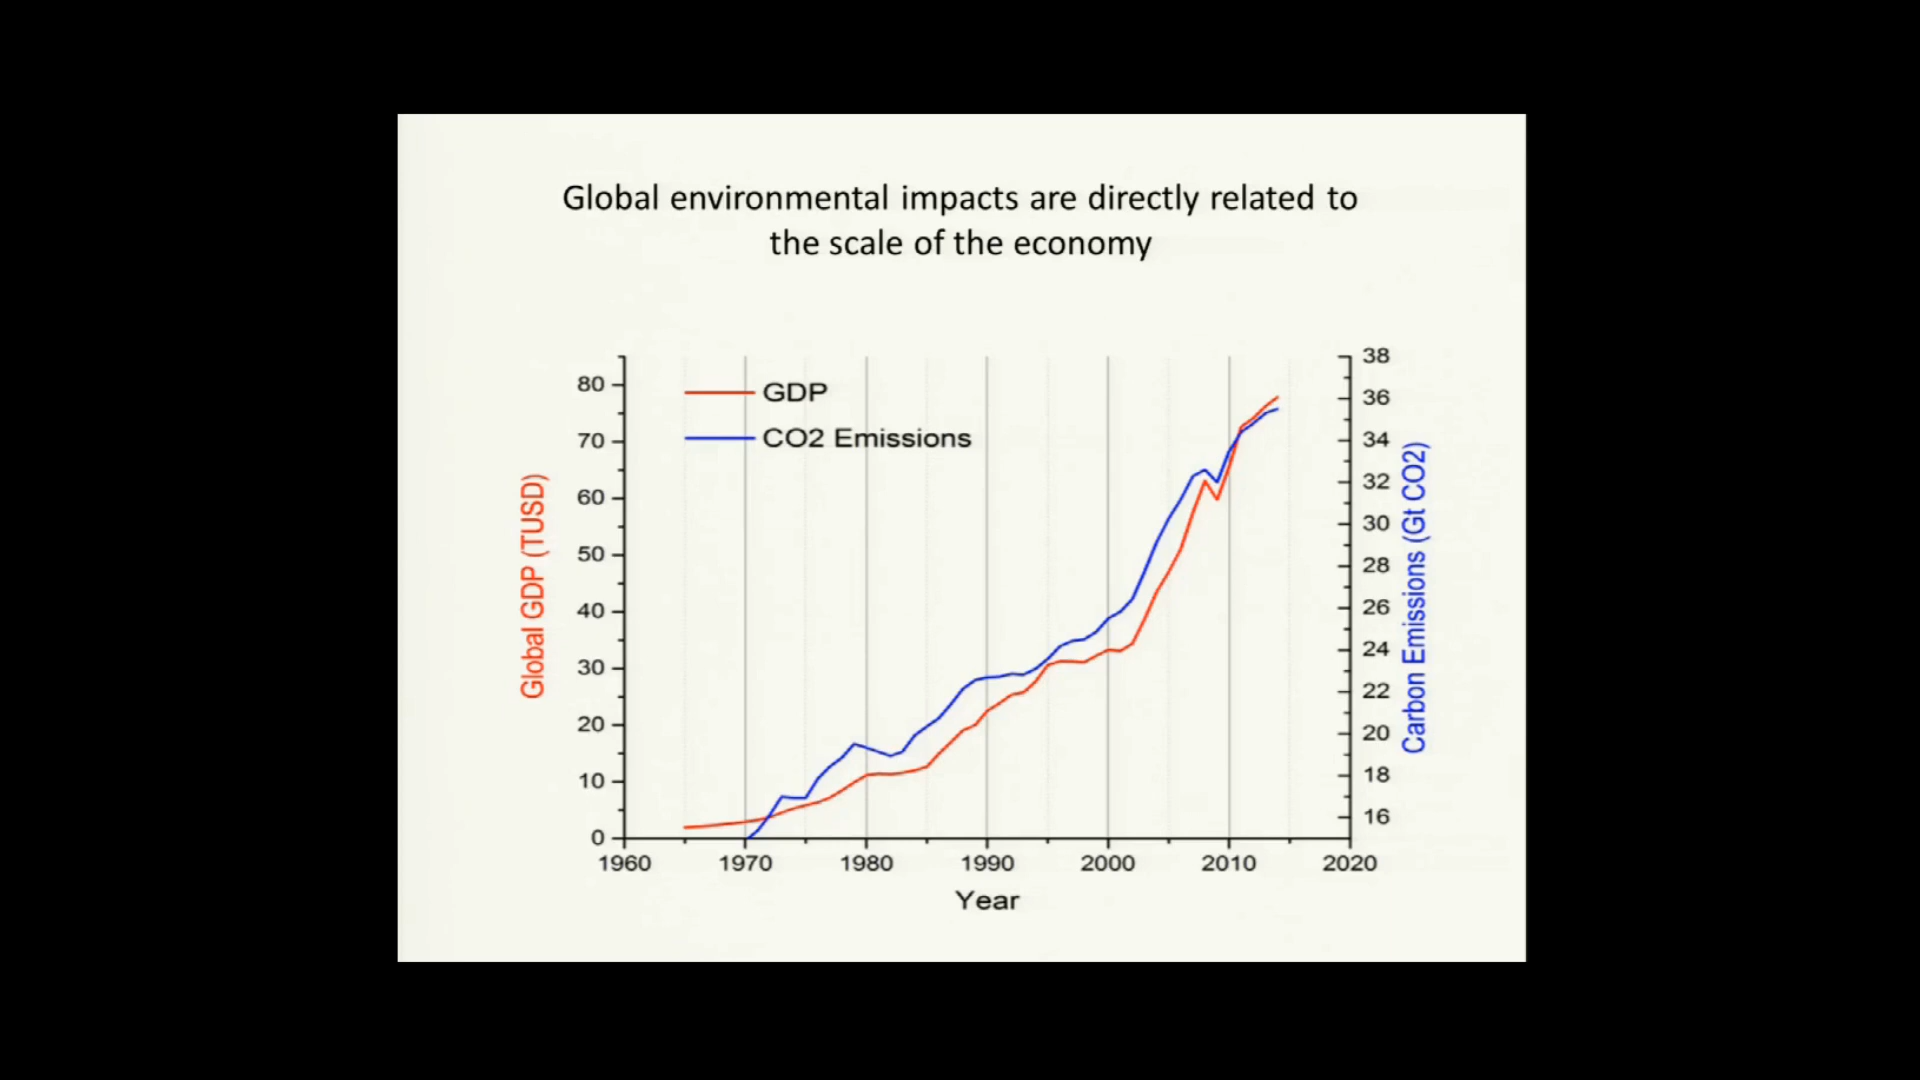 Global environmental impacts are directly related to
the scale of the economy
GDP
CO2 Emissions
Global GDP (TUSD)
80
70
60
50
40
30
20
10
0
38
36
34
32
30
28
26
24
22
20
18
16
Carbon Emissions (Gt CO2)
1960 1970 1980 1990 2000 2010 2020
Year